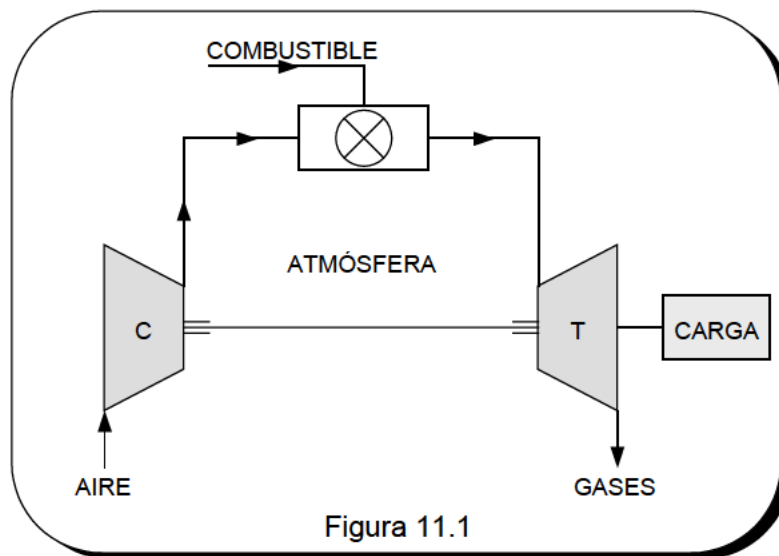 COMBUSTIBLE
ATMÓSFERA
C
T
CARGA
AIRE
GASES
Figura 11.1